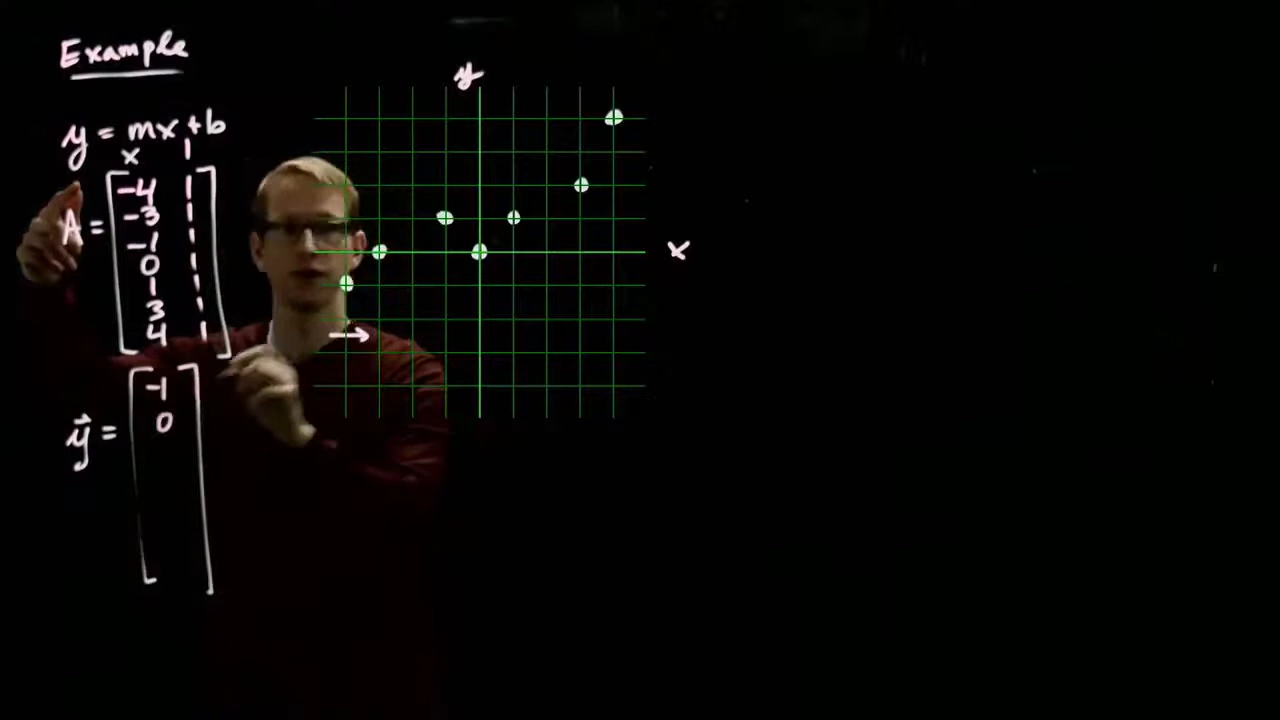 Example
y
y = mx + b
x 1
A = [ -4 1
-3 1
-1 1
0 1
1 1
3 1
4 1 ]
x
→
y⃗ = [ -1
0 ]